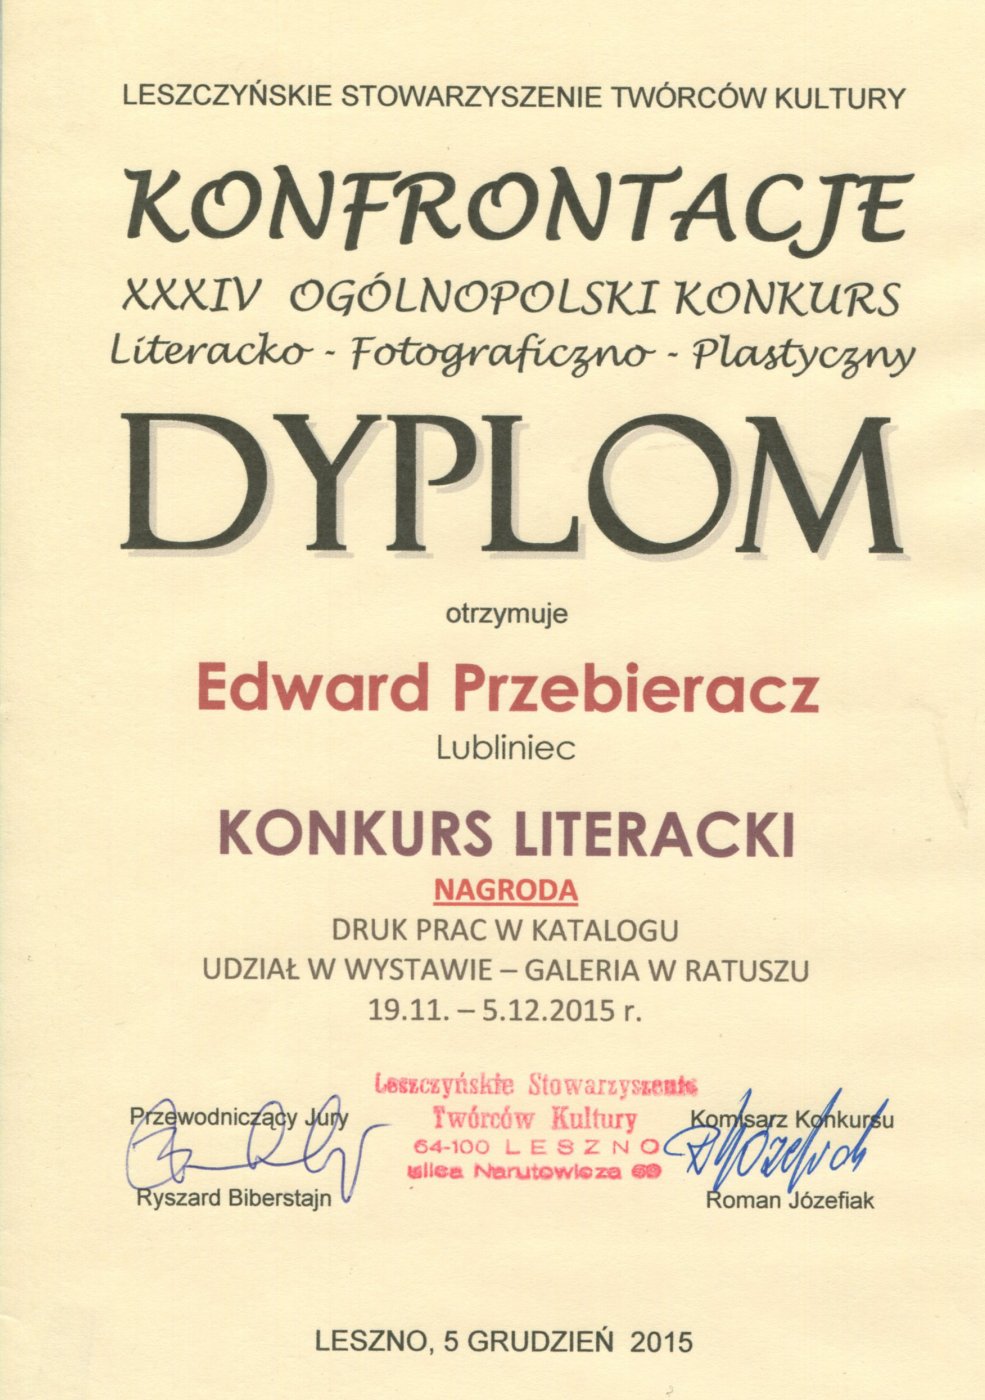 LESZCZYŃSKIE STOWARZYSZENIE TWÓRCÓW KULTURY
KONFRONTACJE
XXXIV OGÓLNOPOLSKI KONKURS
Literacko - Fotograficzno - Plastyczny
DYPLOM
otrzymuje
Edward Przebieracz
Lubliniec
KONKURS LITERACKI
NAGRODA
DRUK PRAC W KATALOGU
UDZIAŁ W WYSTAWIE – GALERIA W RATUSZU
19.11. – 5.12.2015 r.
Leszczyńskie Stowarzyszenie
Twórców Kultury
64-100 LESZNO
ulica Narutowicza
Przewodniczący Jury
Ryszard Biberstajn
Komisarz Konkursu
Roman Józefiak
LESZNO, 5 GRUDZIEŃ 2015